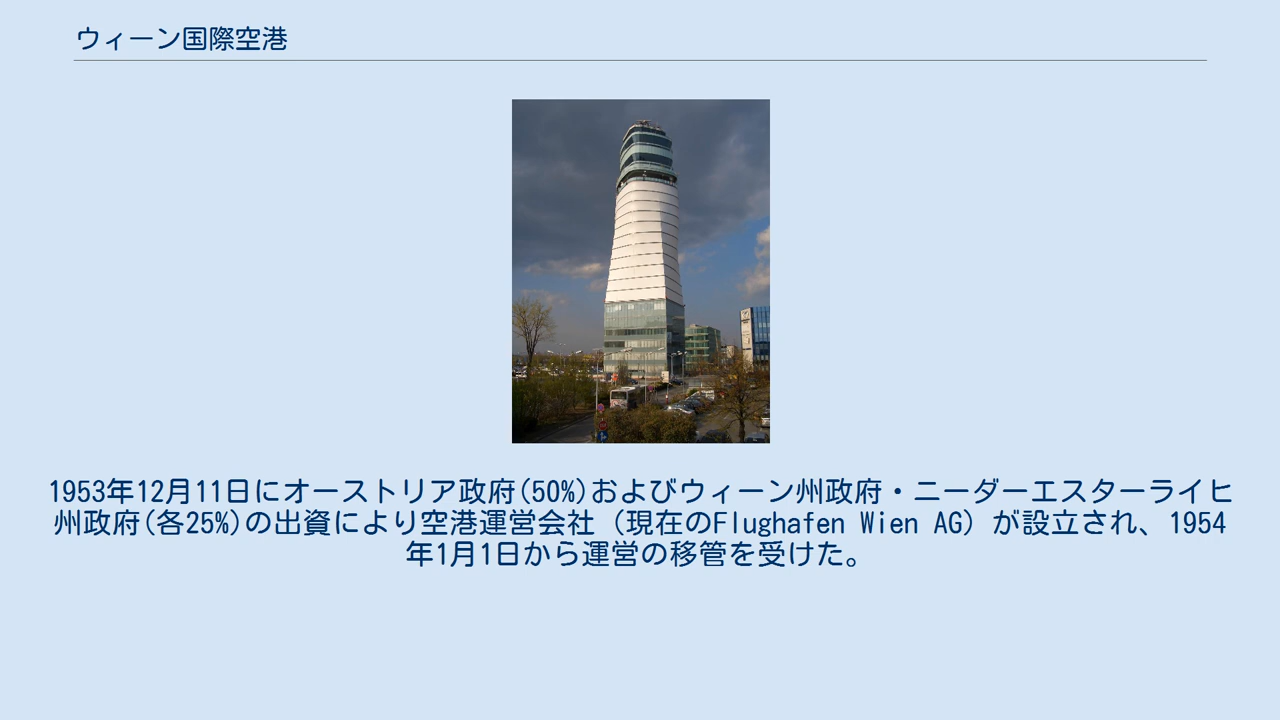 ウィーン国際空港
1953年12月11日にオーストリア政府(50%)およびウィーン州政府・ニーダーエスターライヒ
州政府(各25%)の出資により空港運営会社 (現在のFlughafen Wien AG) が設立され、1954
年1月1日から運営の移管を受けた。